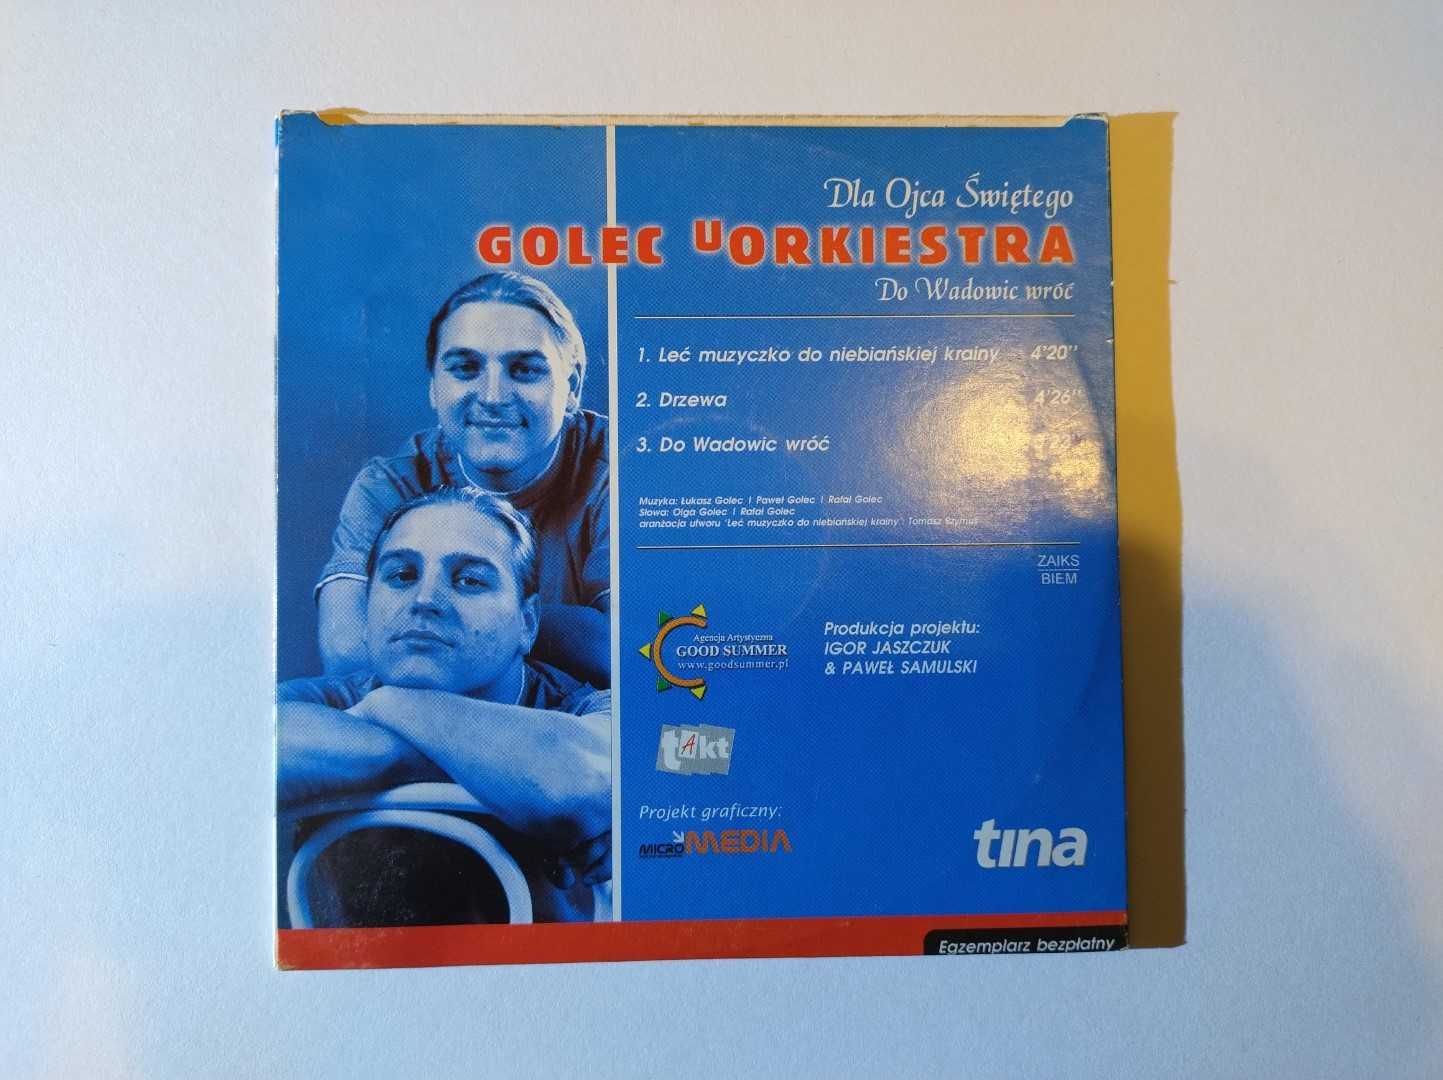 Dla Ojca Świętego
GOLEC UORKIESTRA
Do Wadowic wróć
1. Leć muzyczko do niebiańskiej krainy 4'20"
2. Drzewa 4'26"
3. Do Wadowic wróć
Muzyka: Łukasz Golec | Paweł Golec | Rafał Golec
Słowa: Olga Golec | Rafał Golec
aranżacja utworu "Leć muzyczko do niebiańskiej krainy": Tomasz Szymuś
ZAIKS
BIEM
Agencja Artystyczna
GOOD SUMMER
www.goodsummer.pl
Produkcja projektu:
IGOR JASZCZUK
& PAWEŁ SAMULSKI
tAkt
Projekt graficzny:
MICRO MEDIA
tina
Egzemplarz bezpłatny